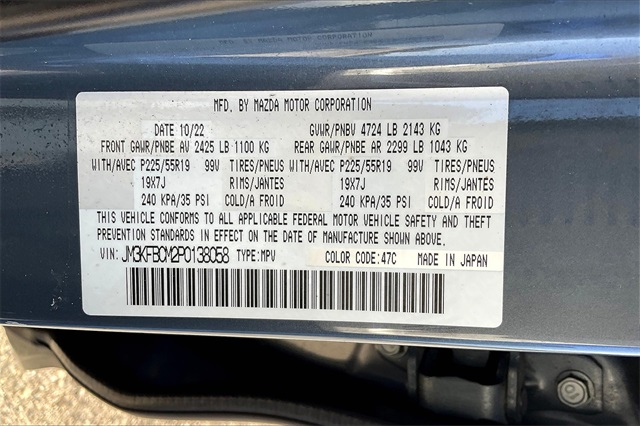 MFD. BY MAZDA MOTOR CORPORATION
DATE 10/22 GVWR/PNBV 4724 LB 2143 KG
FRONT GAWR/PNBE AV 2425 LB 1100 KG REAR GAWR/PNBE AR 2299 LB 1043 KG
WITH/AVEC P225/55R19 99V TIRES/PNEUS WITH/AVEC P225/55R19 99V TIRES/PNEUS
19X7J RIMS/JANTES 19X7J RIMS/JANTES
240 KPA/35 PSI COLD/A FROID 240 KPA/35 PSI COLD/A FROID
THIS VEHICLE CONFORMS TO ALL APPLICABLE FEDERAL MOTOR VEHICLE SAFETY AND THEFT
PREVENTION STANDARDS IN EFFECT ON THE DATE OF MANUFACTURE SHOWN ABOVE.
VIN: JM3KFBCM2P0138058 TYPE: MPV COLOR CODE:47C MADE IN JAPAN